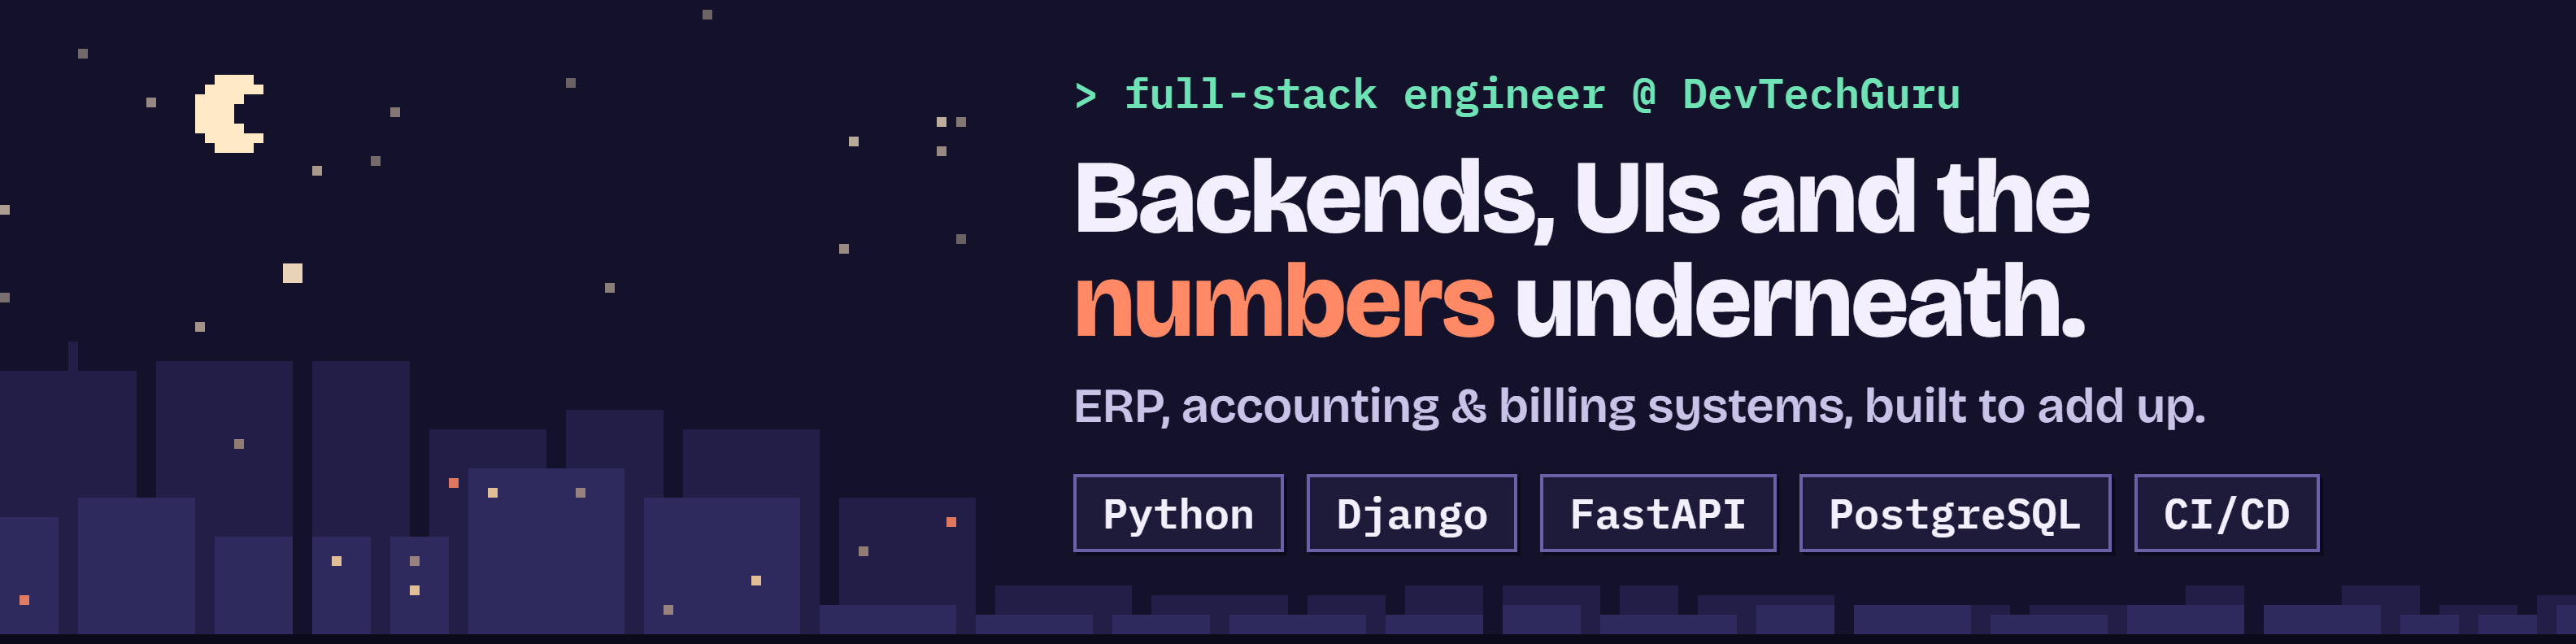 > full-stack engineer @ DevTechGuru
Backends, UIs and the
numbers underneath.
ERP, accounting & billing systems, built to add up.
Python Django FastAPI PostgreSQL CI/CD